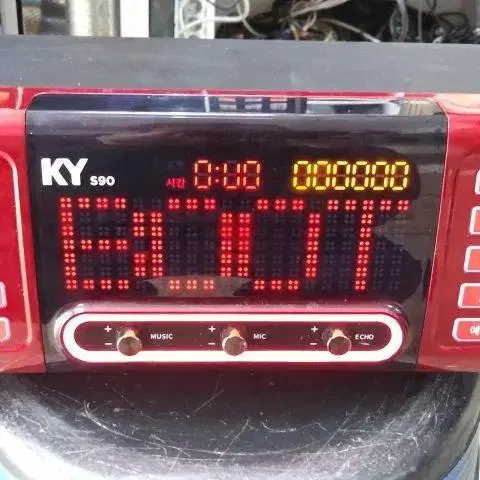 KY S90
시간 0:00 000000
BOOT
+ MUSIC + MIC + ECHO
− − −